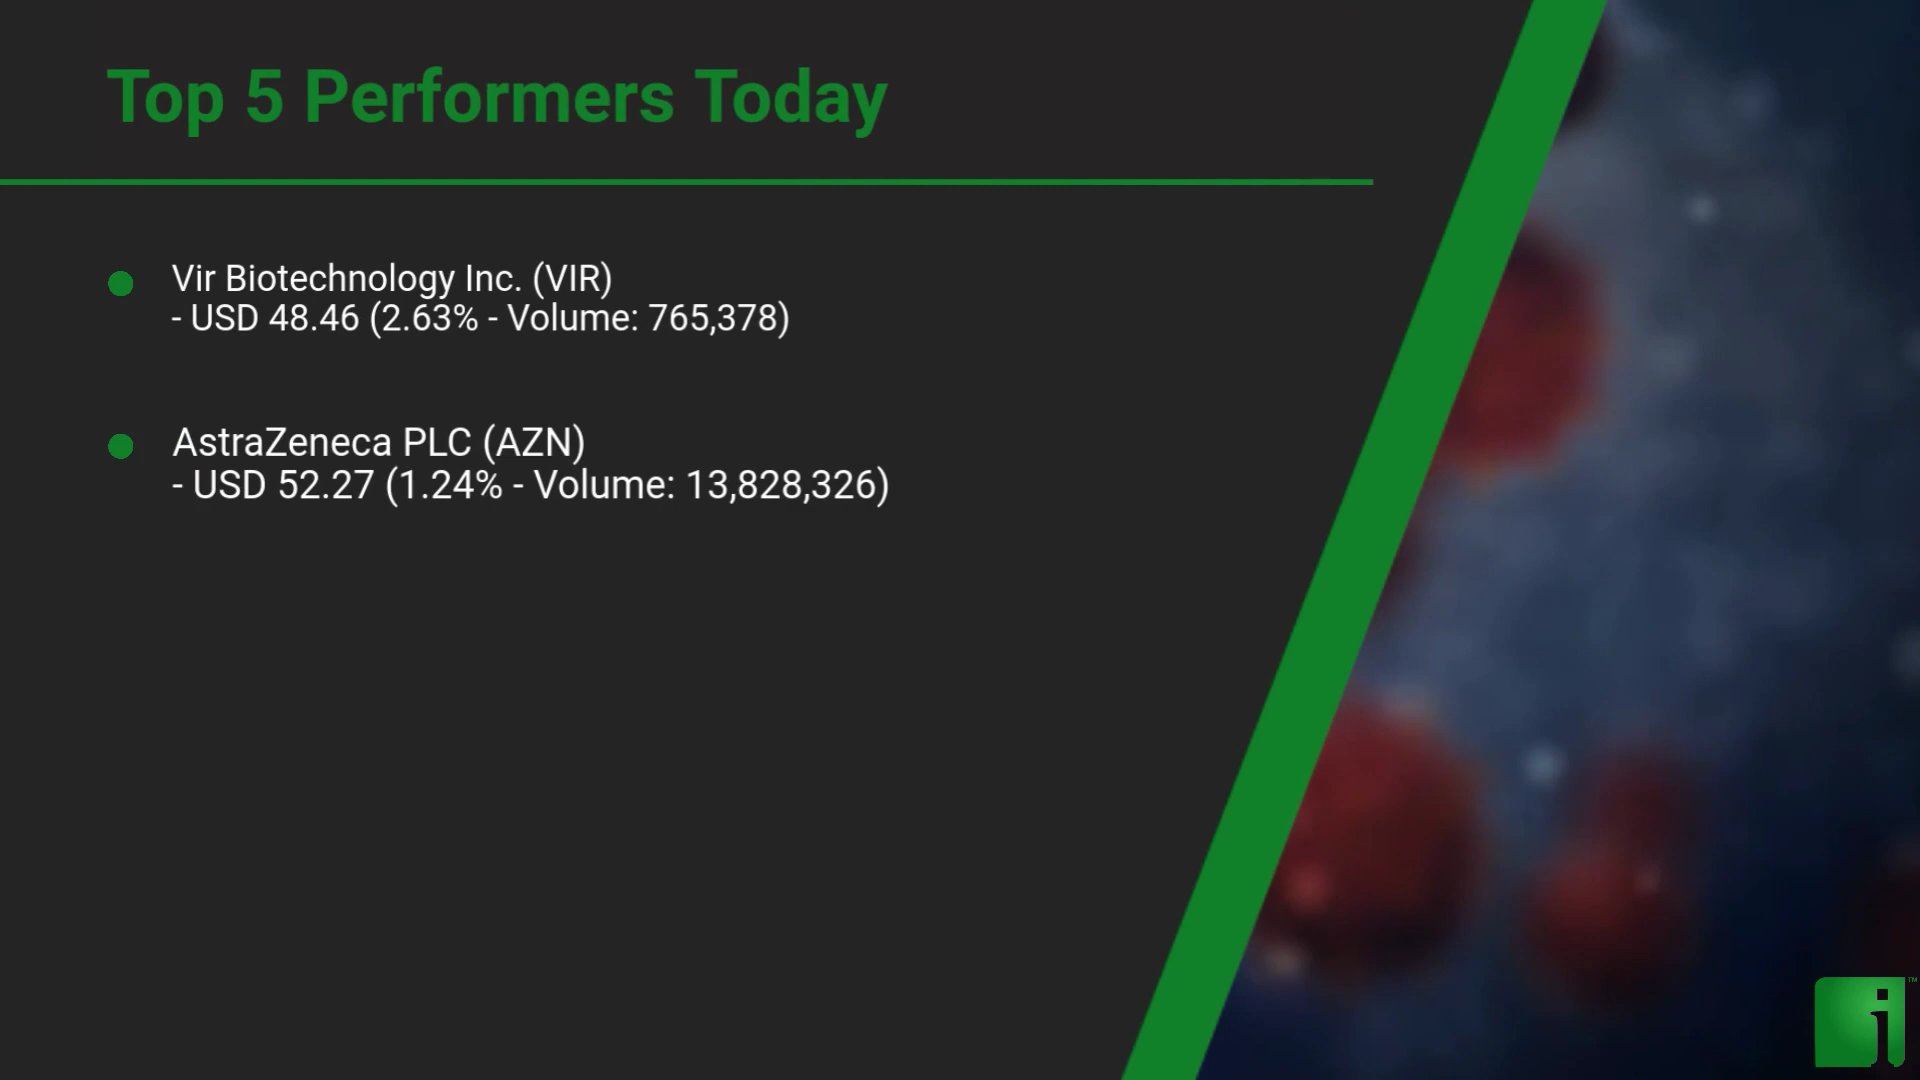 Top 5 Performers Today
Vir Biotechnology Inc. (VIR)
- USD 48.46 (2.63% - Volume: 765,378)
AstraZeneca PLC (AZN)
- USD 52.27 (1.24% - Volume: 13,828,326)
i™